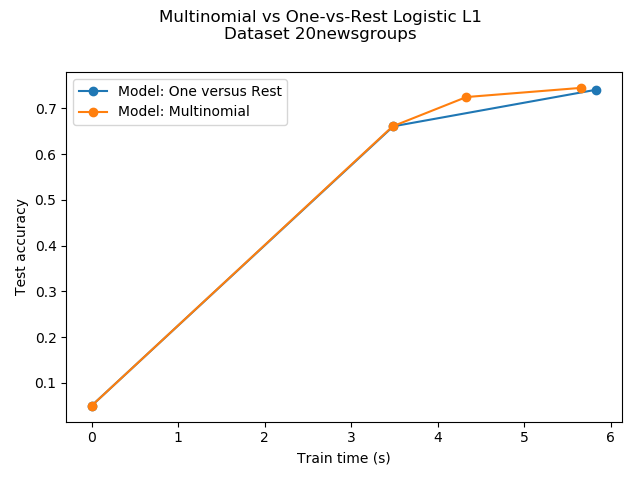 Multinomial vs One-vs-Rest Logistic L1
Dataset 20newsgroups
Model: One versus Rest
Model: Multinomial
Test accuracy
0.7
0.6
0.5
0.4
0.3
0.2
0.1
0 1 2 3 4 5 6
Train time (s)